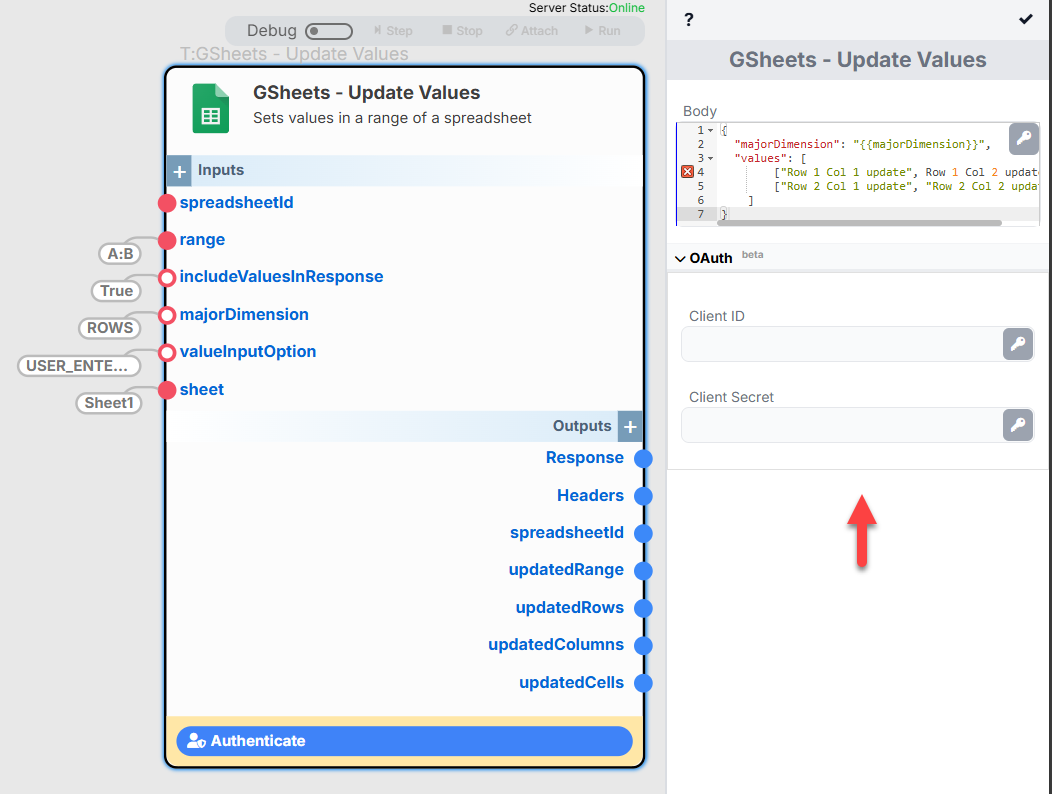 Server Status:Online
Debug Step Stop Attach Run
T:GSheets - Update Values
GSheets - Update Values
Sets values in a range of a spreadsheet
+ Inputs
spreadsheetId
range
A:B
includeValuesInResponse
True
majorDimension
ROWS
valueInputOption
USER_ENTE...
sheet
Sheet1
Outputs +
Response
Headers
spreadsheetId
updatedRange
updatedRows
updatedColumns
updatedCells
Authenticate
?
GSheets - Update Values
Body
1 {
2 "majorDimension": "{{majorDimension}}",
3 "values": [
4 ["Row 1 Col 1 update", Row 1 Col 2 update
5 ["Row 2 Col 1 update", "Row 2 Col 2 upda
6 ]
7 }
OAuth beta
Client ID
Client Secret